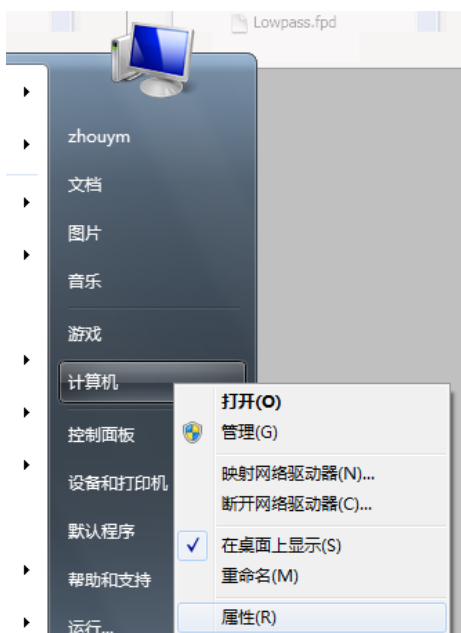 Lowpass.fpd
zhouym
文档
图片
音乐
游戏
计算机
控制面板
设备和打印机
默认程序
帮助和支持
运行...
打开(O)
管理(G)
映射网络驱动器(N)...
断开网络驱动器(C)...
在桌面上显示(S)
重命名(M)
属性(R)